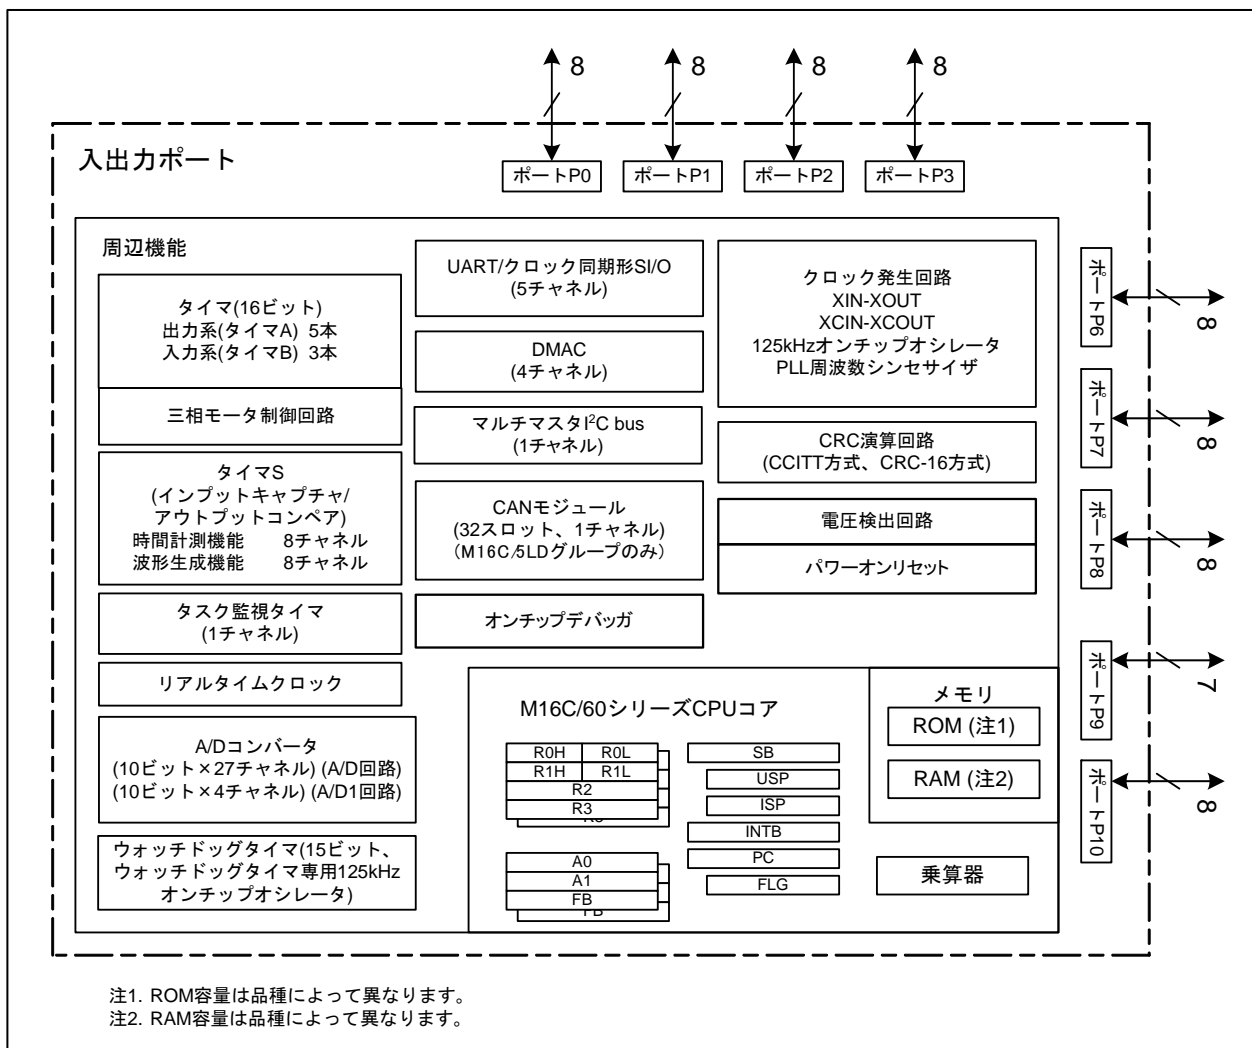 8
8
8
8
入出力ポート
ポートP0
ポートP1
ポートP2
ポートP3
周辺機能
タイマ(16ビット)
出力系(タイマA) 5本
入力系(タイマB) 3本
三相モータ制御回路
タイマS
(インプットキャプチャ/
アウトプットコンペア)
時間計測機能 8チャネル
波形生成機能 8チャネル
タスク監視タイマ
(1チャネル)
リアルタイムクロック
A/Dコンバータ
(10ビット×27チャネル) (A/D回路)
(10ビット×4チャネル) (A/D1回路)
ウォッチドッグタイマ(15ビット、
ウォッチドッグタイマ専用125kHz
オンチップオシレータ)
UART/クロック同期形SI/O
(5チャネル)
DMAC
(4チャネル)
マルチマスタI²C bus
(1チャネル)
CANモジュール
(32スロット、1チャネル)
(M16C/5LDグループのみ)
オンチップデバッガ
クロック発生回路
XIN-XOUT
XCIN-XCOUT
125kHzオンチップオシレータ
PLL周波数シンセサイザ
CRC演算回路
(CCITT方式、CRC-16方式)
電圧検出回路
パワーオンリセット
M16C/60シリーズCPUコア
R0H
R0L
R1H
R1L
R2
R3
R3
A0
A1
FB
FB
SB
USP
ISP
INTB
PC
FLG
メモリ
ROM (注1)
RAM (注2)
乗算器
ポートP6
8
ポートP7
8
ポートP8
8
ポートP9
7
ポートP10
8
注1. ROM容量は品種によって異なります。
注2. RAM容量は品種によって異なります。